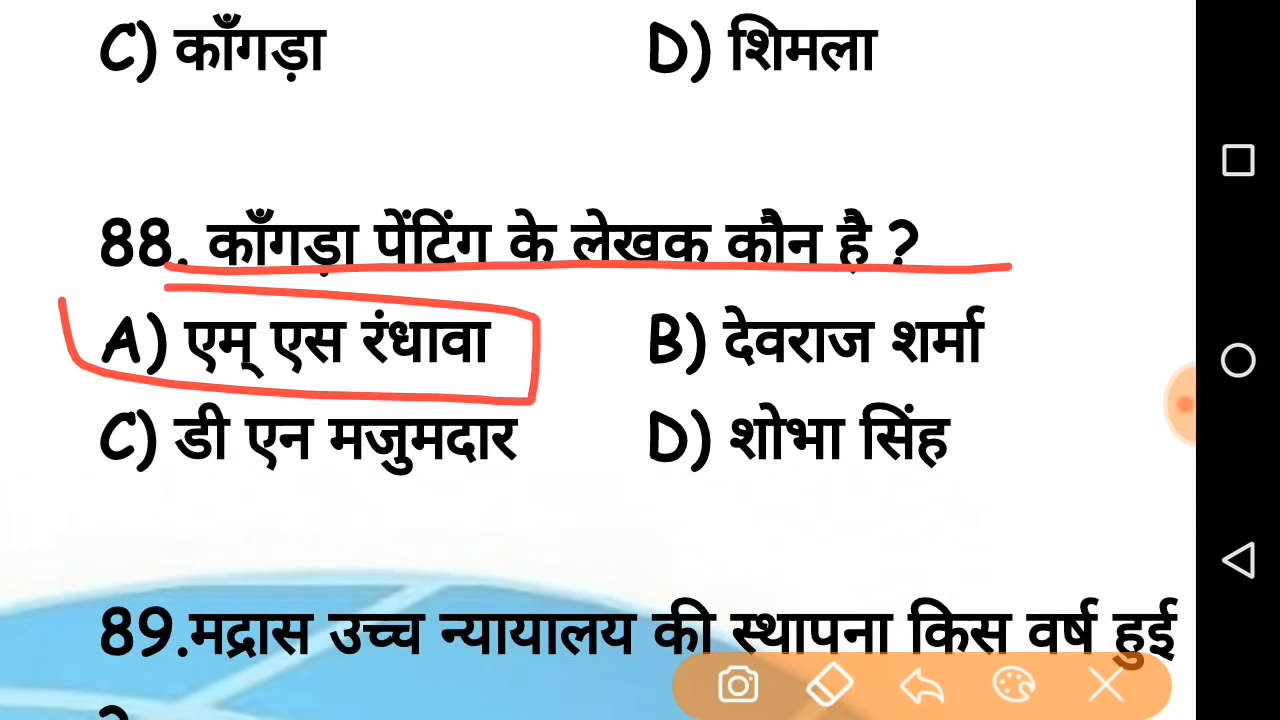 C) काँगड़ा D) शिमला
88. काँगड़ा पेंटिंग के लेखक कौन है ?
A) एम् एस रंधावा B) देवराज शर्मा
C) डी एन मजुमदार D) शोभा सिंह
89.मद्रास उच्च न्यायालय की स्थापना किस वर्ष हुई